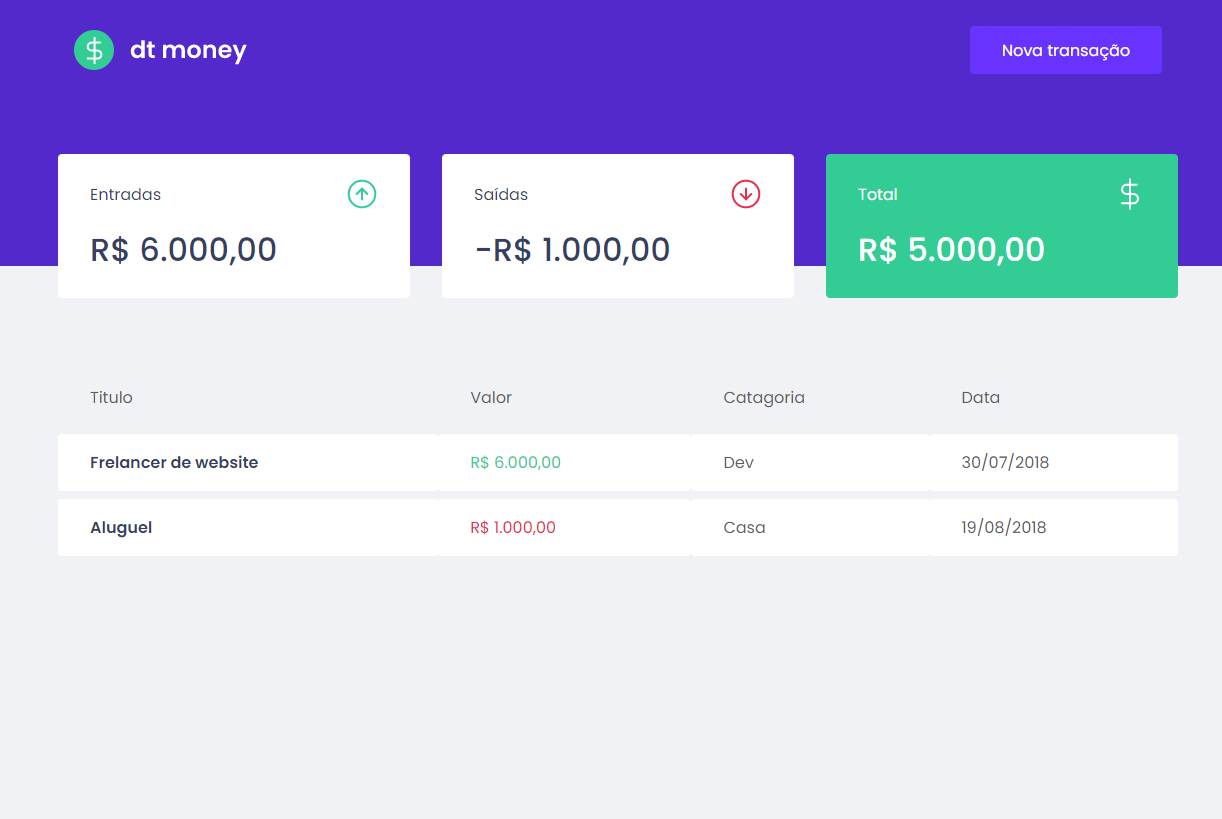 dt money
Nova transação
Entradas
Saídas
Total
R$ 6.000,00
-R$ 1.000,00
R$ 5.000,00
Titulo Valor Catagoria Data
Frelancer de website R$ 6.000,00 Dev 30/07/2018
Aluguel R$ 1.000,00 Casa 19/08/2018